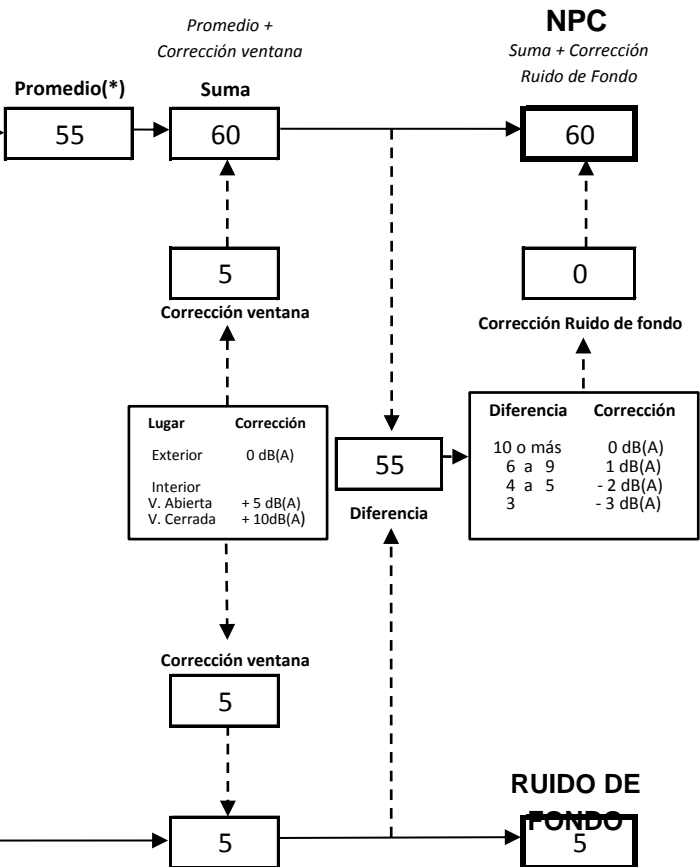 Promedio +
Corrección ventana
NPC
Suma + Corrección
Ruido de Fondo
Promedio(*)
Suma
55
60
60
5
0
Corrección ventana
Corrección Ruido de fondo
Lugar Corrección
Exterior 0 dB(A)
Interior
V. Abierta + 5 dB(A)
V. Cerrada + 10dB(A)
55
Diferencia
Diferencia Corrección
10 o más 0 dB(A)
6 a 9 1 dB(A)
4 a 5 - 2 dB(A)
3 - 3 dB(A)
Corrección ventana
5
RUIDO DE
FONDO
5
5